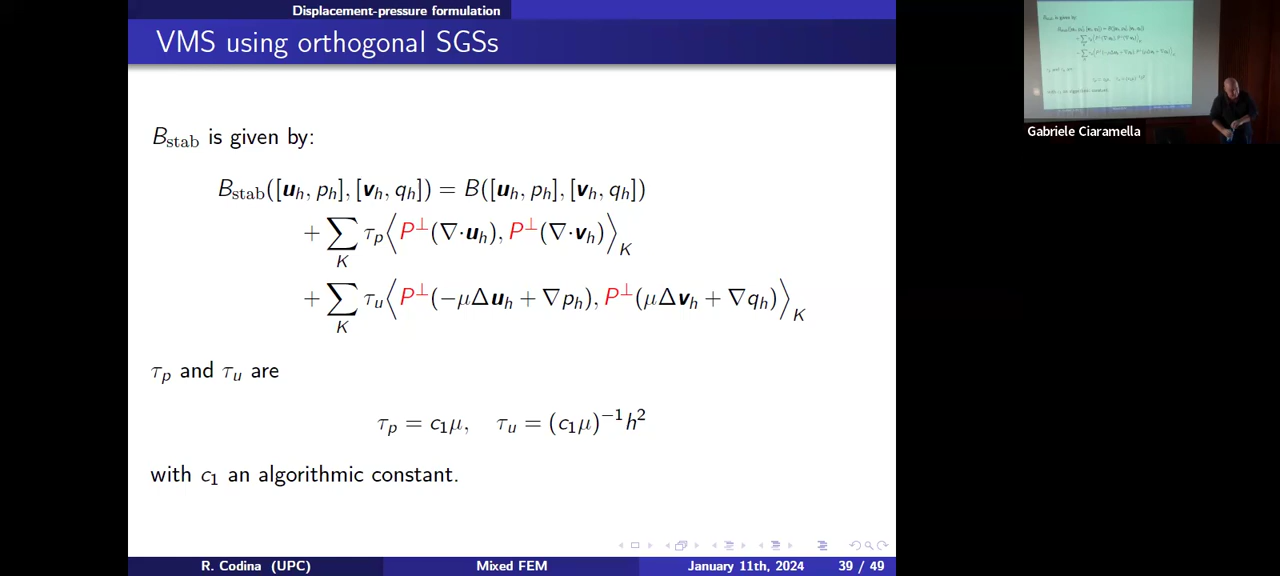 Displacement-pressure formulation
VMS using orthogonal SGSs
B_stab is given by:
B_stab([u_h, p_h], [v_h, q_h]) = B([u_h, p_h], [v_h, q_h])
+ ∑_K τ_p ⟨P^⊥(∇·u_h), P^⊥(∇·v_h)⟩_K
+ ∑_K τ_u ⟨P^⊥(−μΔu_h + ∇p_h), P^⊥(μΔv_h + ∇q_h)⟩_K
τ_p and τ_u are
τ_p = c_1μ, τ_u = (c_1μ)^{−1}h^2
with c_1 an algorithmic constant.
R. Codina (UPC) Mixed FEM January 11th, 2024 39 / 49
Gabriele Ciaramella